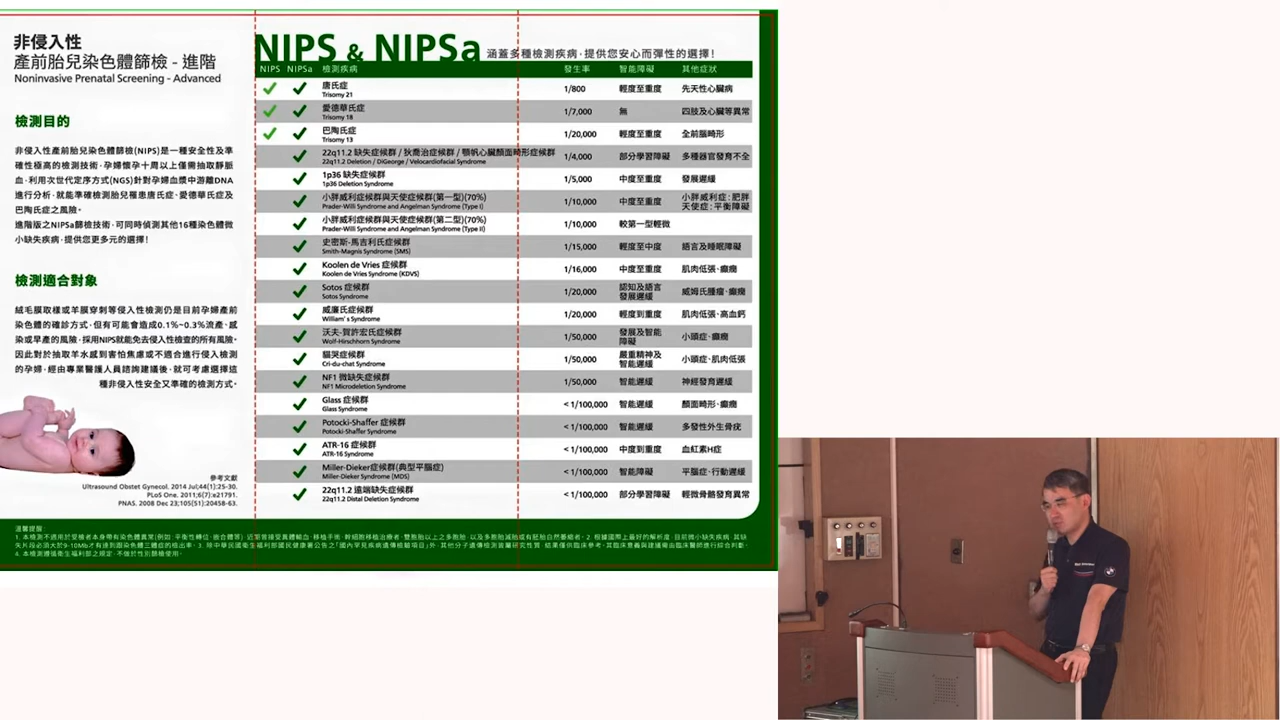 非侵入性
產前胎兒染色體篩檢 - 進階
Noninvasive Prenatal Screening - Advanced
檢測目的
非侵入性產前胎兒染色體篩檢(NIPS)是一種安全性及準
確性極高的檢測技術，孕婦懷孕十周以上僅需抽取靜脈
血，利用次世代定序方式(NGS)針對孕婦血漿中游離DNA
進行分析，就能準確檢測胎兒罹患唐氏症、愛德華氏症及
巴陶氏症之風險。
進階版之NIPSa篩檢技術，可同時偵測其他16種染色體微
小缺失疾病，提供您更多元的選擇！
檢測適合對象
絨毛膜取樣或羊膜穿刺等侵入性檢測仍是目前孕婦產前
染色體的確診方式，但有可能會造成0.1%~0.3%流產、感
染或早產的風險，採用NIPS就能免去侵入性檢查的所有風險。
因此對於抽取羊水感到害怕焦慮或不適合進行侵入檢測
的孕婦，經由專業醫護人員諮詢建議後，就可考慮選擇這
種非侵入性安全又準確的檢測方式。
參考文獻
Ultrasound Obstet Gynecol. 2014 Jul;44(1):25-30.
PLoS One. 2011;6(7):e21791.
PNAS. 2008 Dec 23;105(51):20458-63.
NIPS & NIPSa 涵蓋多種檢測疾病，提供您安心而彈性的選擇！
NIPS NIPSa 檢測疾病 發生率 智能障礙 其他症狀
唐氏症 1/800 輕度至重度 先天性心臟病
Trisomy 21
愛德華氏症 1/7,000 無 四肢及心臟等異常
Trisomy 18
巴陶氏症 1/20,000 輕度至重度 全前腦畸形
Trisomy 13
22q11.2 缺失症候群 / 狄喬治症候群 / 顎帆心臟顏面畸形症候群 1/4,000 部分學習障礙 多種器官發育不全
22q11.2 Deletion / DiGeorge / Velocardiofacial Syndrome
1p36 缺失症候群 1/5,000 中度至重度 發展遲緩
1p36 Deletion Syndrome
小胖威利症候群與天使症候群(第一型)(70%) 1/10,000 中度至重度 小胖威利症：肥胖
Prader-Willi Syndrome and Angelman Syndrome (Type I) 天使症：平衡障礙
小胖威利症候群與天使症候群(第二型)(70%) 1/10,000 較第一型輕微
Prader-Willi Syndrome and Angelman Syndrome (Type II)
史密斯-馬吉利氏症候群 1/15,000 輕度至中度 語言及睡眠障礙
Smith-Magnis Syndrome (SMS)
Koolen de Vries 症候群 1/16,000 中度至重度 肌肉低張、癲癇
Koolen de Vries Syndrome (KDVS)
Sotos 症候群 1/20,000 認知及語言 發展遲緩 威姆氏腫瘤、癲癇
Sotos Syndrome
威廉氏症候群 1/20,000 輕度到重度 肌肉低張、高血鈣
William's Syndrome
沃夫-賀許宏氏症候群 1/50,000 發展及智能 障礙 小頭症、癲癇
Wolf-Hirschhorn Syndrome
貓哭症候群 1/50,000 嚴重精神及 智能遲緩 小頭症、肌肉低張
Cri-du-chat Syndrome
NF1 微缺失症候群 1/50,000 智能遲緩 神經發育遲緩
NF1 Microdeletion Syndrome
Glass 症候群 < 1/100,000 智能遲緩 顏面畸形、癲癇
Glass Syndrome
Potocki-Shaffer 症候群 < 1/100,000 智能遲緩 多發性外生骨疣
Potocki-Shaffer Syndrome
ATR-16 症候群 < 1/100,000 中度到重度 血紅素H症
ATR-16 Syndrome
Miller-Dieker症候群(典型平腦症) < 1/100,000 智能障礙 平腦症、行動遲緩
Miller-Dieker Syndrome (MDS)
22q11.2 遠端缺失症候群 < 1/100,000 部分學習障礙 輕微骨骼發育異常
22q11.2 Distal Deletion Syndrome
溫馨提醒：
4. 本檢測遵循衛生福利部之規定，不做於性別篩檢使用。